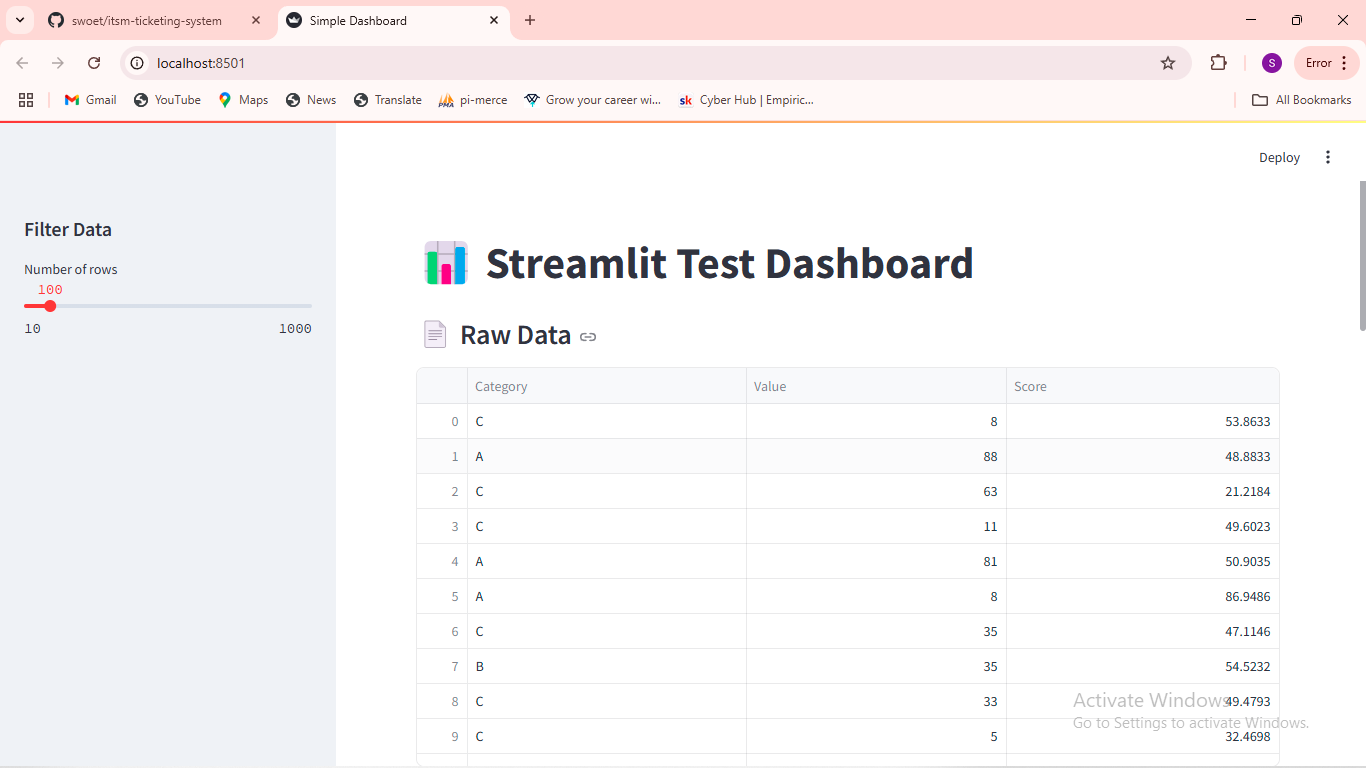 swoet/itsm-ticketing-system
Simple Dashboard
localhost:8501
S
Error
Gmail
YouTube
Maps
News
Translate
PMA
pi-merce
Grow your career wi...
sk
Cyber Hub | Empiric...
All Bookmarks
Deploy
Filter Data
Number of rows
100
10 1000
Streamlit Test Dashboard
Raw Data
Category Value Score
0 C 8 53.8633
1 A 88 48.8833
2 C 63 21.2184
3 C 11 49.6023
4 A 81 50.9035
5 A 8 86.9486
6 C 35 47.1146
7 B 35 54.5232
8 C 33 49.4793
9 C 5 32.4698
Activate Windows
Go to Settings to activate Windows.